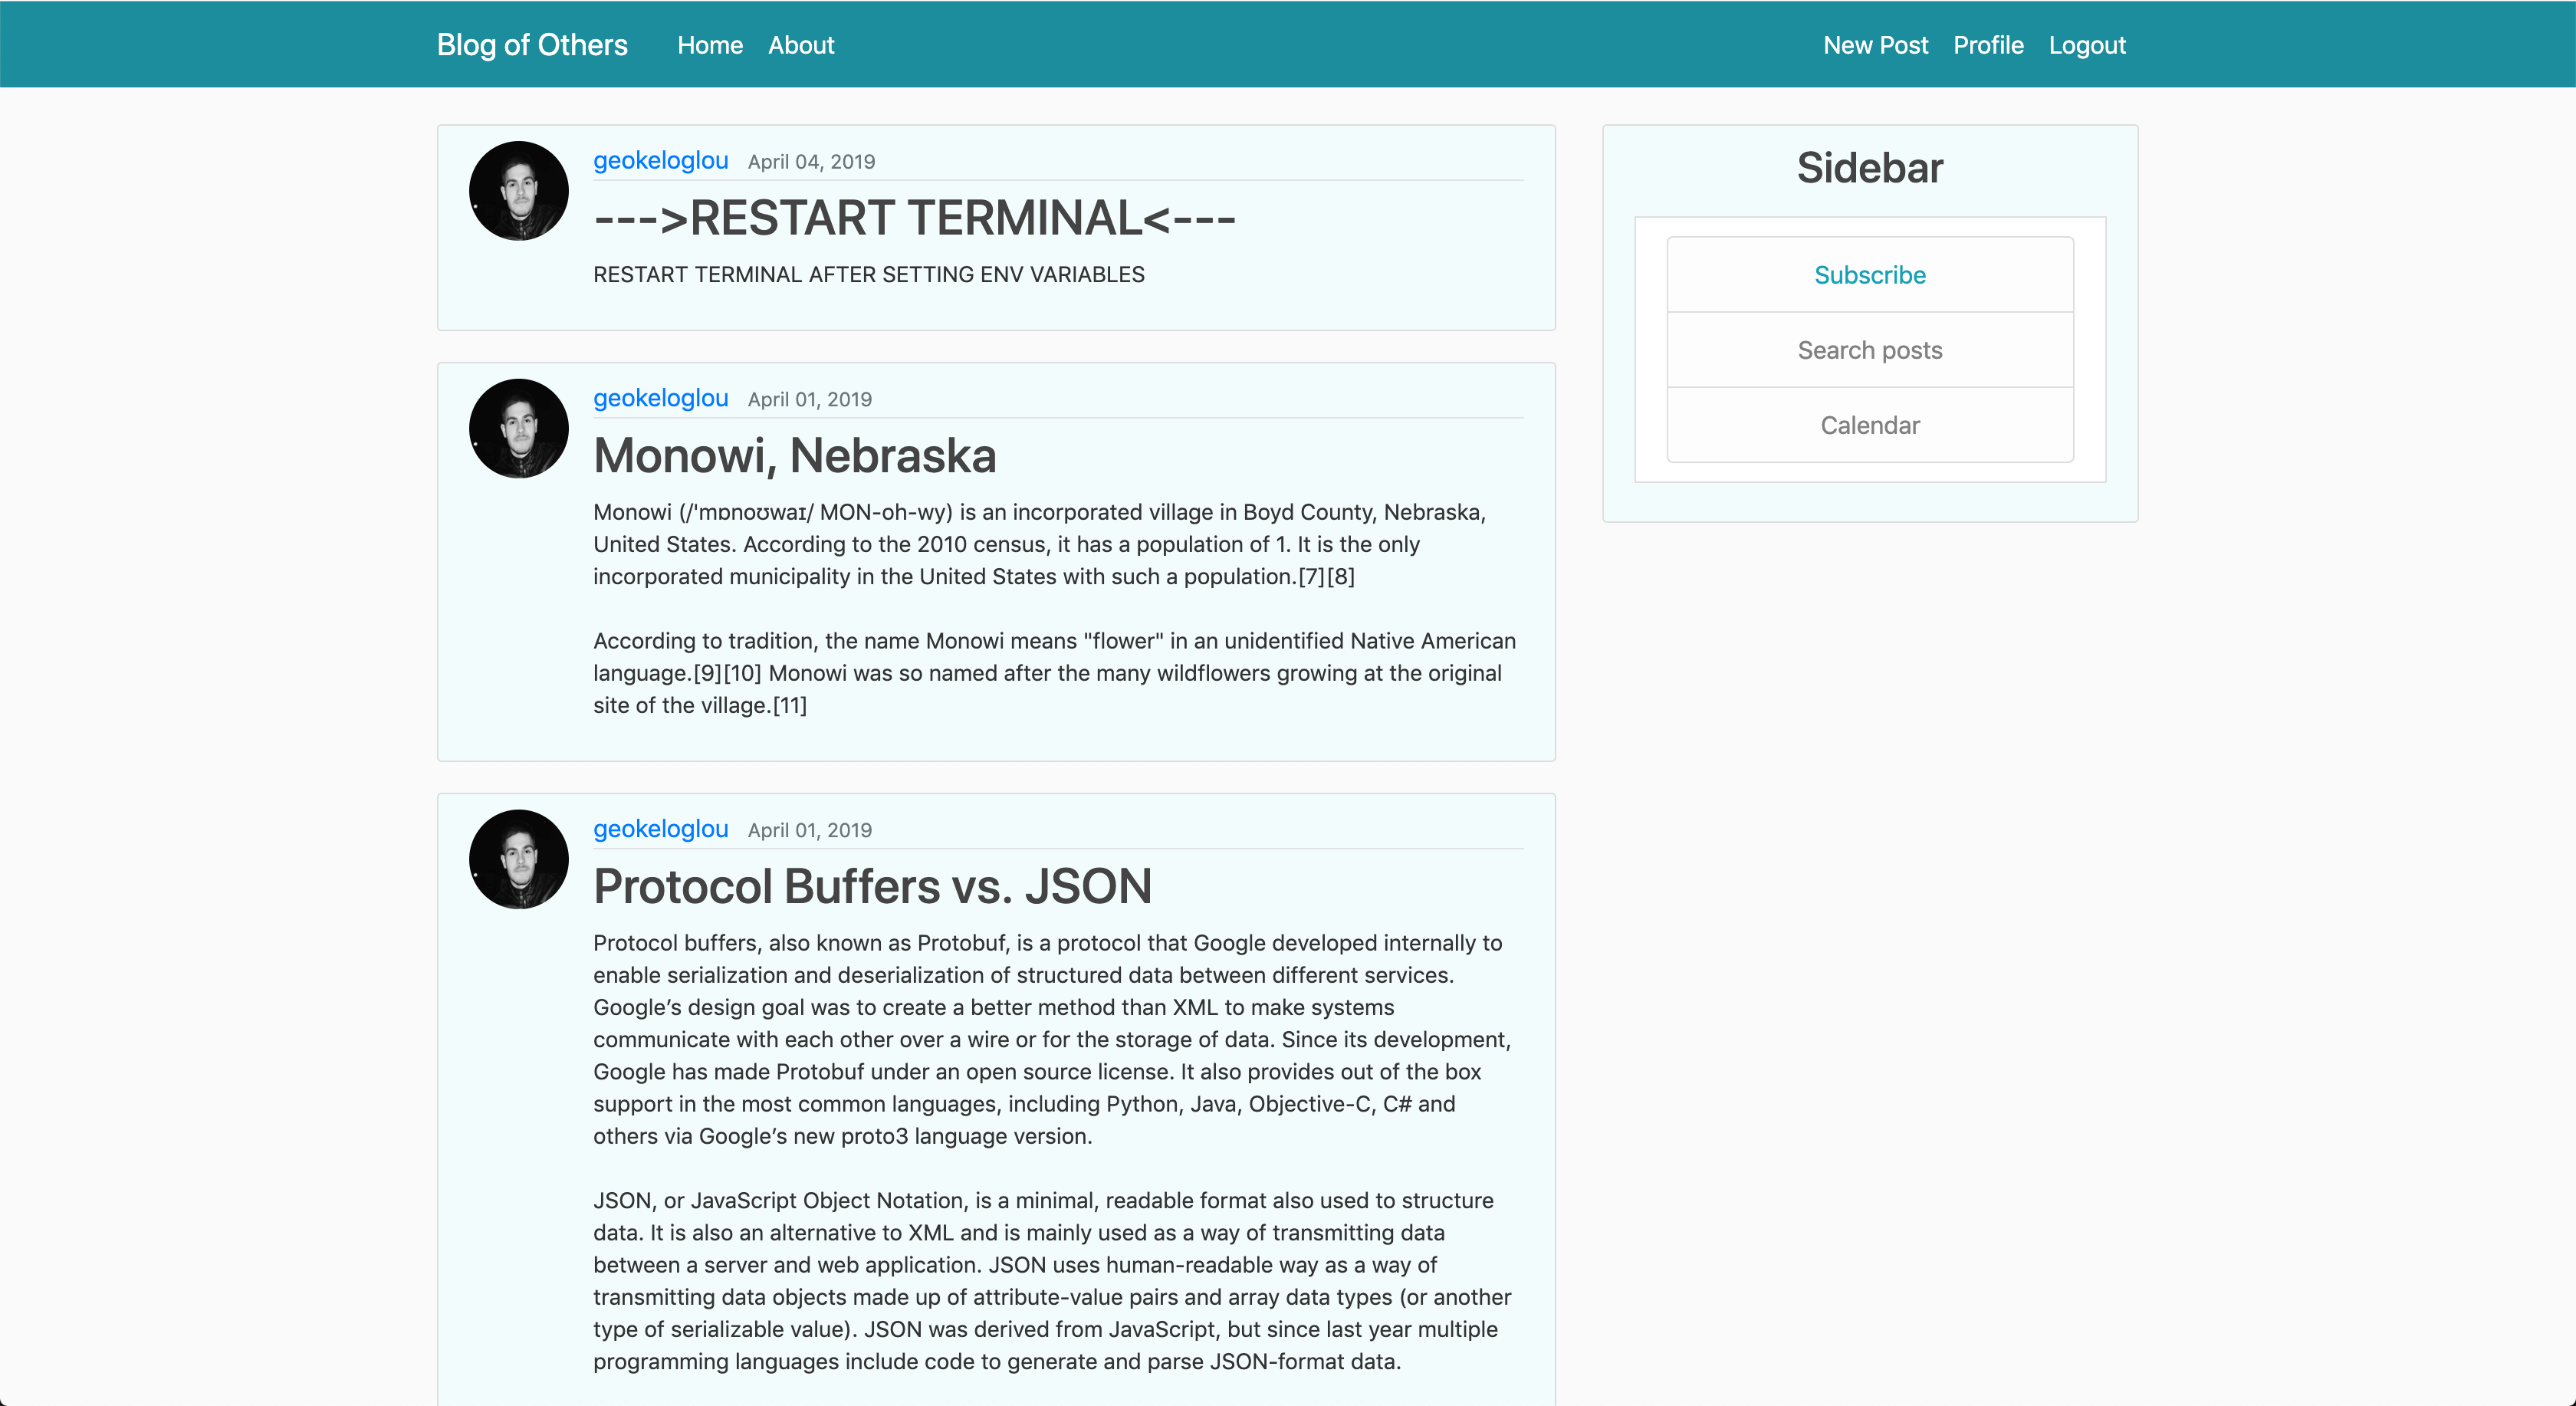 Blog of Others Home About New Post Profile Logout
geokeloglou April 04, 2019
--->RESTART TERMINAL<---
RESTART TERMINAL AFTER SETTING ENV VARIABLES
geokeloglou April 01, 2019
Monowi, Nebraska
Monowi (/ˈmɒnoʊwaɪ/ MON-oh-wy) is an incorporated village in Boyd County, Nebraska,
United States. According to the 2010 census, it has a population of 1. It is the only
incorporated municipality in the United States with such a population.[7][8]
According to tradition, the name Monowi means "flower" in an unidentified Native American
language.[9][10] Monowi was so named after the many wildflowers growing at the original
site of the village.[11]
geokeloglou April 01, 2019
Protocol Buffers vs. JSON
Protocol buffers, also known as Protobuf, is a protocol that Google developed internally to
enable serialization and deserialization of structured data between different services.
Google’s design goal was to create a better method than XML to make systems
communicate with each other over a wire or for the storage of data. Since its development,
Google has made Protobuf under an open source license. It also provides out of the box
support in the most common languages, including Python, Java, Objective-C, C# and
others via Google’s new proto3 language version.
JSON, or JavaScript Object Notation, is a minimal, readable format also used to structure
data. It is also an alternative to XML and is mainly used as a way of transmitting data
between a server and web application. JSON uses human-readable way as a way of
transmitting data objects made up of attribute-value pairs and array data types (or another
type of serializable value). JSON was derived from JavaScript, but since last year multiple
programming languages include code to generate and parse JSON-format data.
Sidebar
Subscribe
Search posts
Calendar